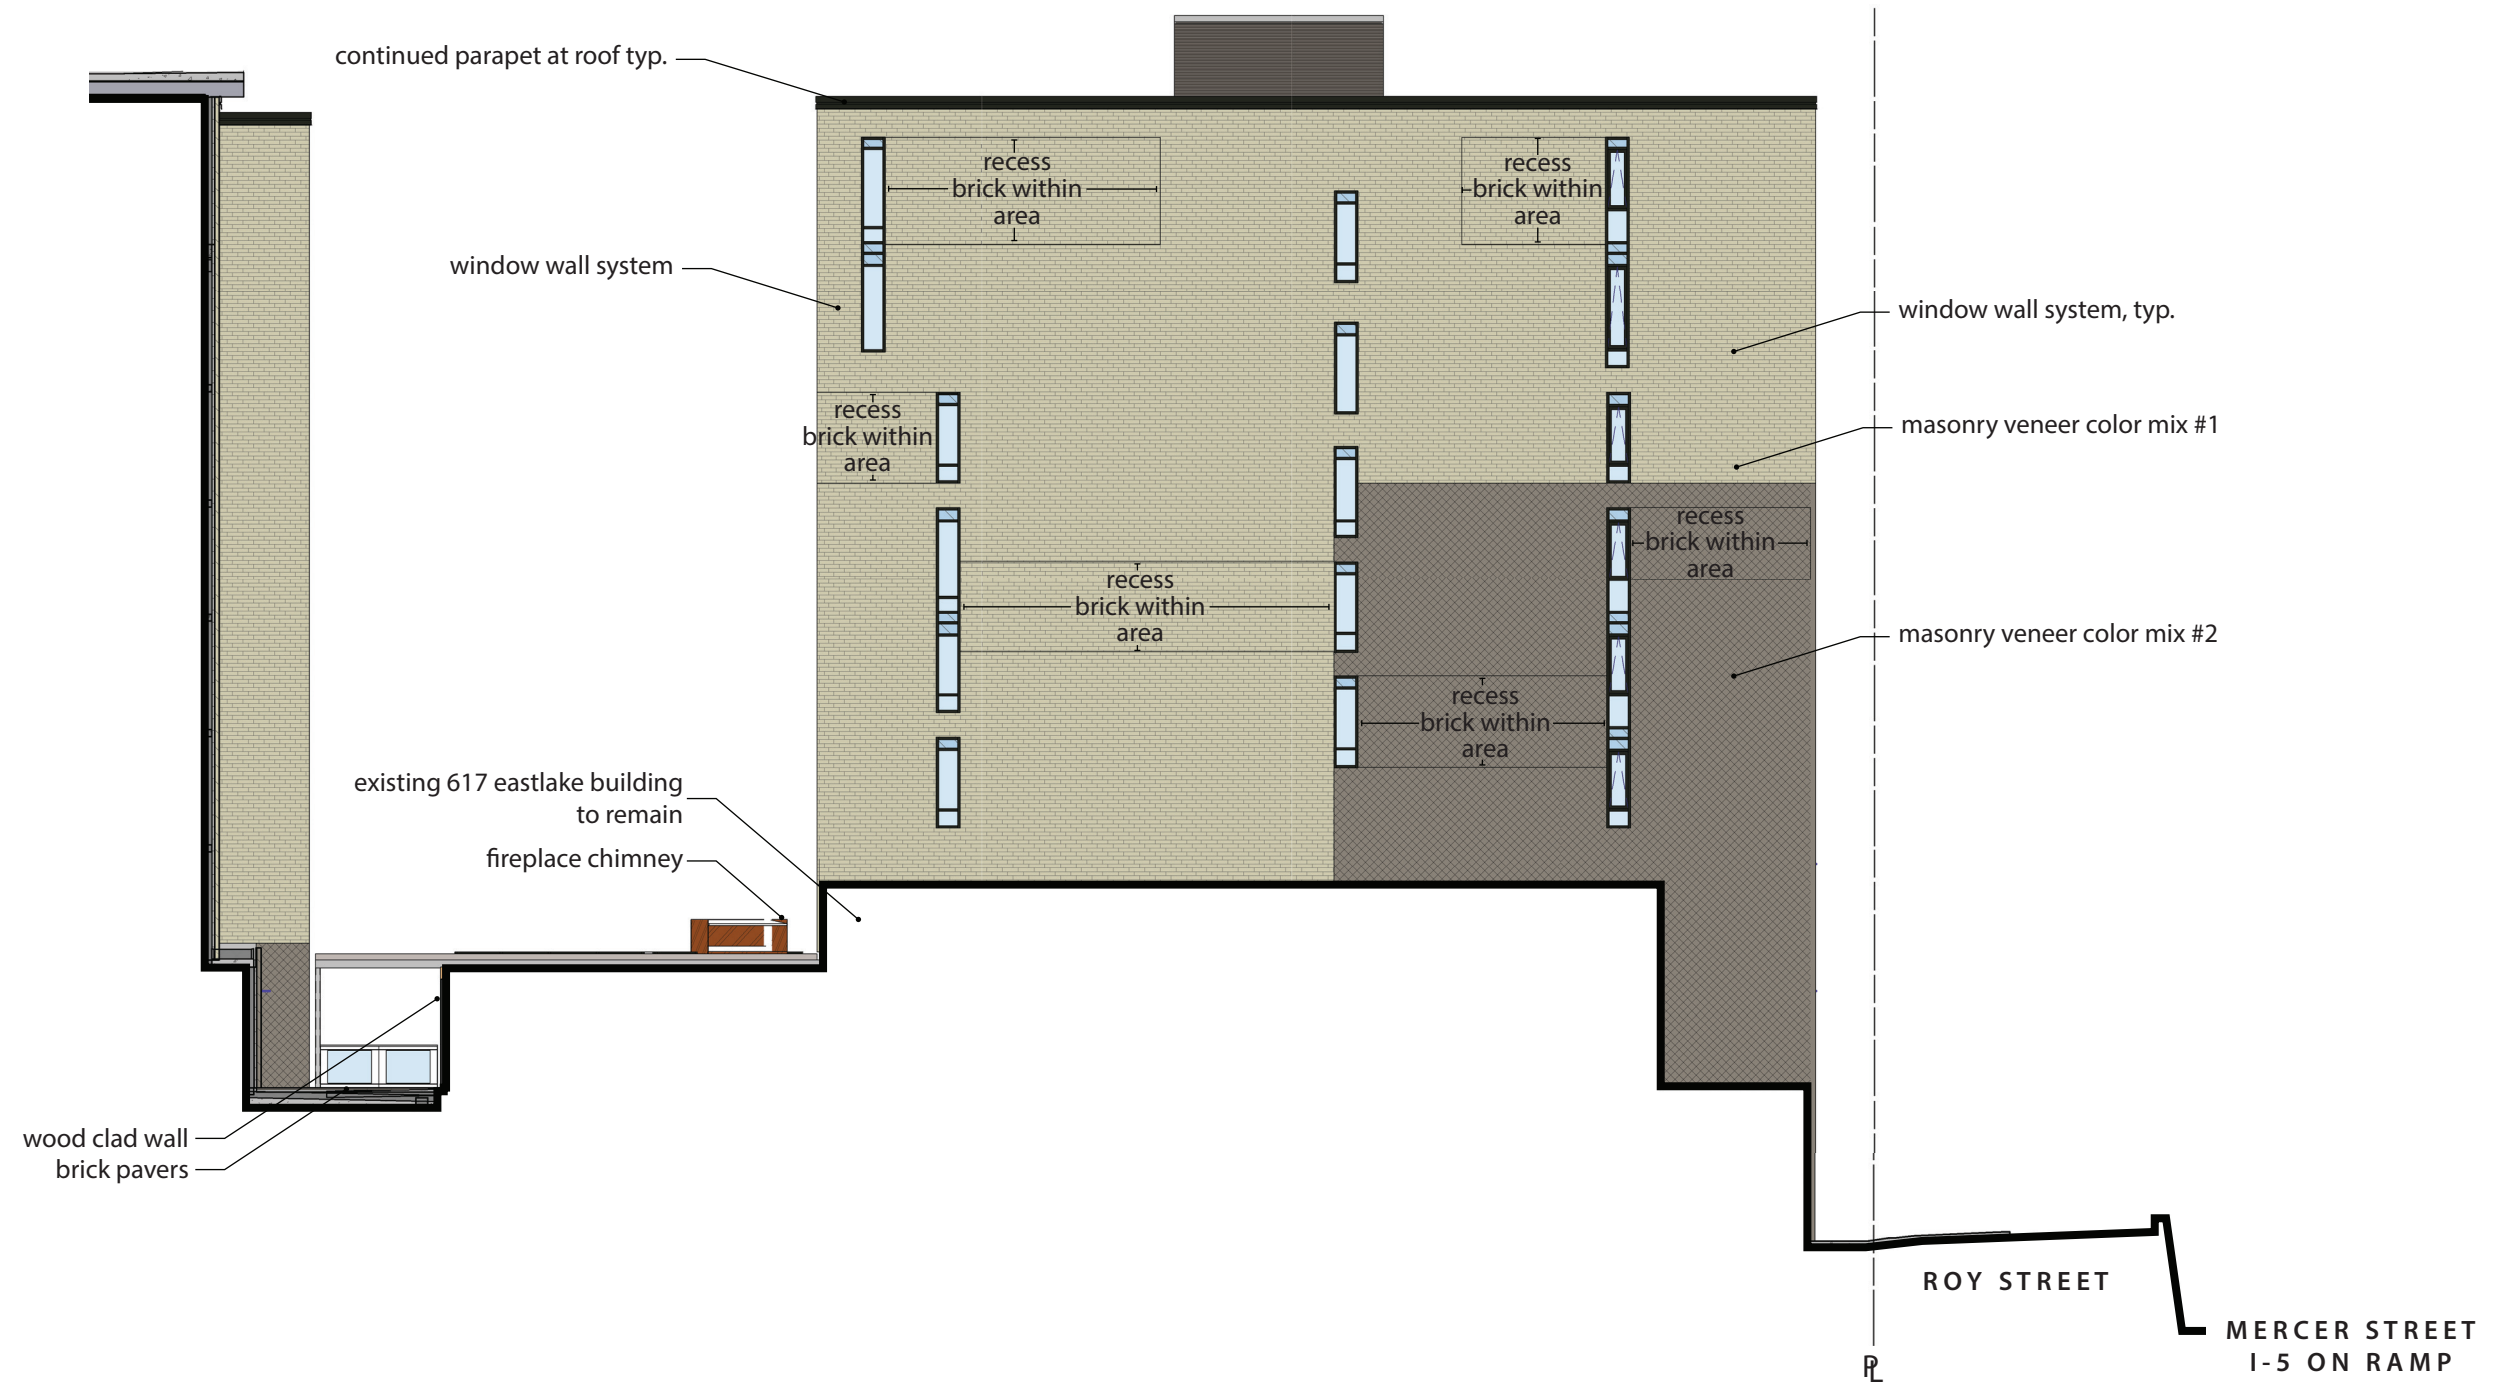 continued parapet at roof typ.
recess
brick within
area
recess
brick within
area
window wall system
window wall system, typ.
recess
brick within
area
masonry veneer color mix #1
recess
brick within
area
recess
brick within
area
masonry veneer color mix #2
recess
brick within
area
existing 617 eastlake building
to remain
fireplace chimney
wood clad wall
brick pavers
ROY STREET
MERCER STREET
I-5 ON RAMP
PL